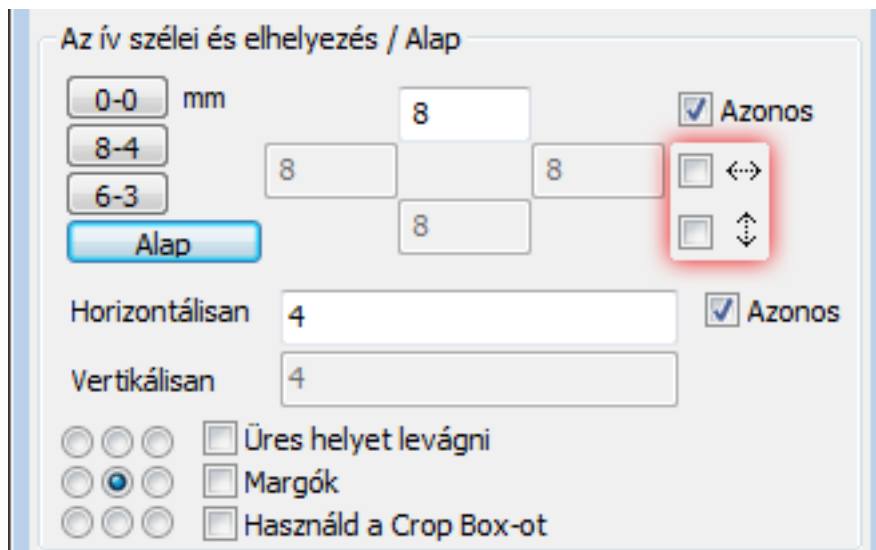 Az ív szélei és elhelyezés / Alap
0-0 mm 8 Azonos
8-4
8 8
6-3
8
Alap
Horizontálisan 4 Azonos
Vertikálisan 4
Üres helyet levágni
Margók
Használd a Crop Box-ot